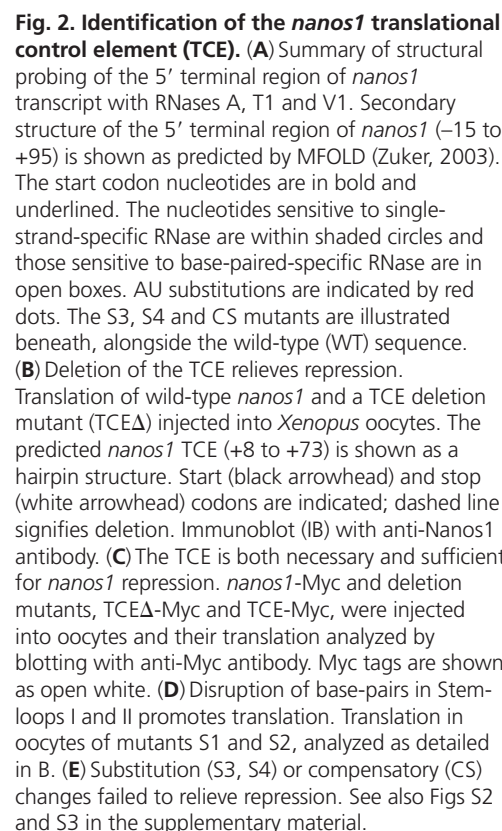 Fig. 2. Identification of the nanos1 translational
control element (TCE). (A) Summary of structural
probing of the 5′ terminal region of nanos1
transcript with RNases A, T1 and V1. Secondary
structure of the 5′ terminal region of nanos1 (–15 to
+95) is shown as predicted by MFOLD (Zuker, 2003).
The start codon nucleotides are in bold and
underlined. The nucleotides sensitive to single-
strand-specific RNase are within shaded circles and
those sensitive to base-paired-specific RNase are in
open boxes. AU substitutions are indicated by red
dots. The S3, S4 and CS mutants are illustrated
beneath, alongside the wild-type (WT) sequence.
(B) Deletion of the TCE relieves repression.
Translation of wild-type nanos1 and a TCE deletion
mutant (TCEΔ) injected into Xenopus oocytes. The
predicted nanos1 TCE (+8 to +73) is shown as a
hairpin structure. Start (black arrowhead) and stop
(white arrowhead) codons are indicated; dashed line
signifies deletion. Immunoblot (IB) with anti-Nanos1
antibody. (C) The TCE is both necessary and sufficient
for nanos1 repression. nanos1-Myc and deletion
mutants, TCEΔ-Myc and TCE-Myc, were injected
into oocytes and their translation analyzed by
blotting with anti-Myc antibody. Myc tags are shown
as open white. (D) Disruption of base-pairs in Stem-
loops I and II promotes translation. Translation in
oocytes of mutants S1 and S2, analyzed as detailed
in B. (E) Substitution (S3, S4) or compensatory (CS)
changes failed to relieve repression. See also Figs S2
and S3 in the supplementary material.